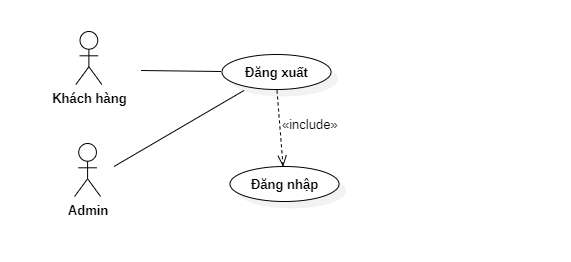 Đăng xuất
Khách hàng
«include»
Đăng nhập
Admin